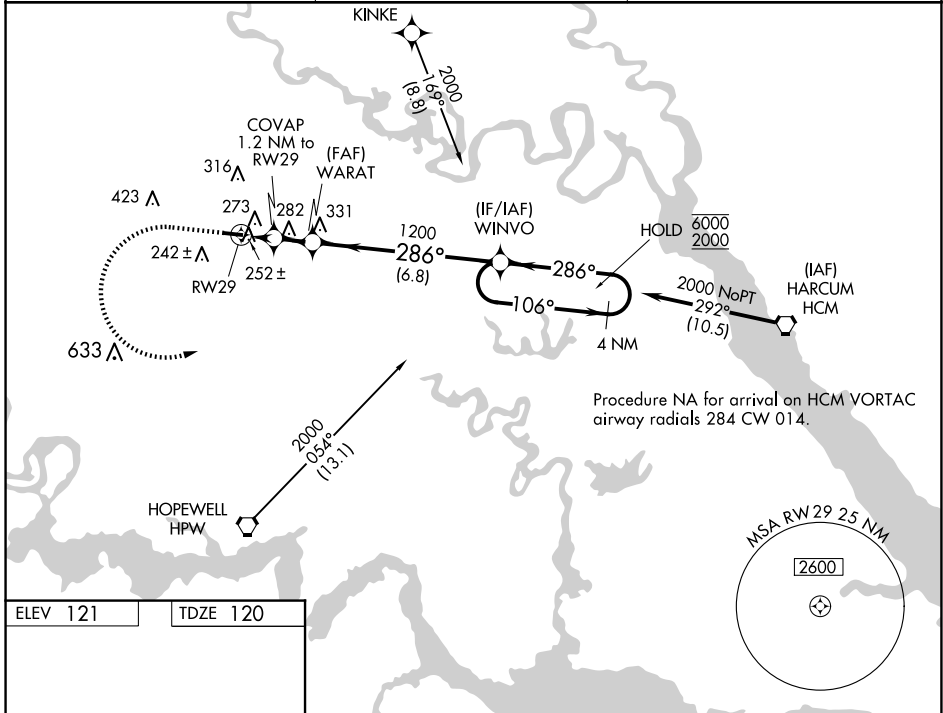 KINKE
2000
169°
(8.8)
COVAP
1.2 NM to
RW29
(FAF)
WARAT
316
423
273
282
331
242 ±
252 ±
RW29
633
1200
286°
(6.8)
(IF/IAF)
WINVO
HOLD
6000
2000
286°
106°
4 NM
2000 NoPT
292°
(10.5)
(IAF)
HARCUM
HCM
Procedure NA for arrival on HCM VORTAC
airway radials 284 CW 014.
2000
054°
(13.1)
HOPEWELL
HPW
MSA RW 29 25 NM
2600
ELEV 121
TDZE 120